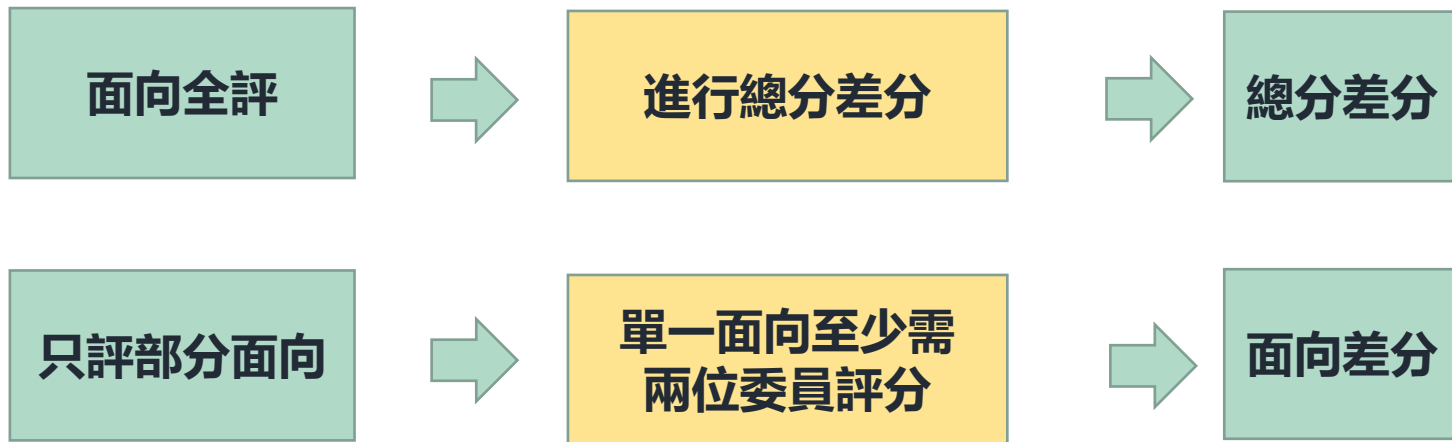 面向全評
進行總分差分
總分差分
只評部分面向
單一面向至少需
兩位委員評分
面向差分